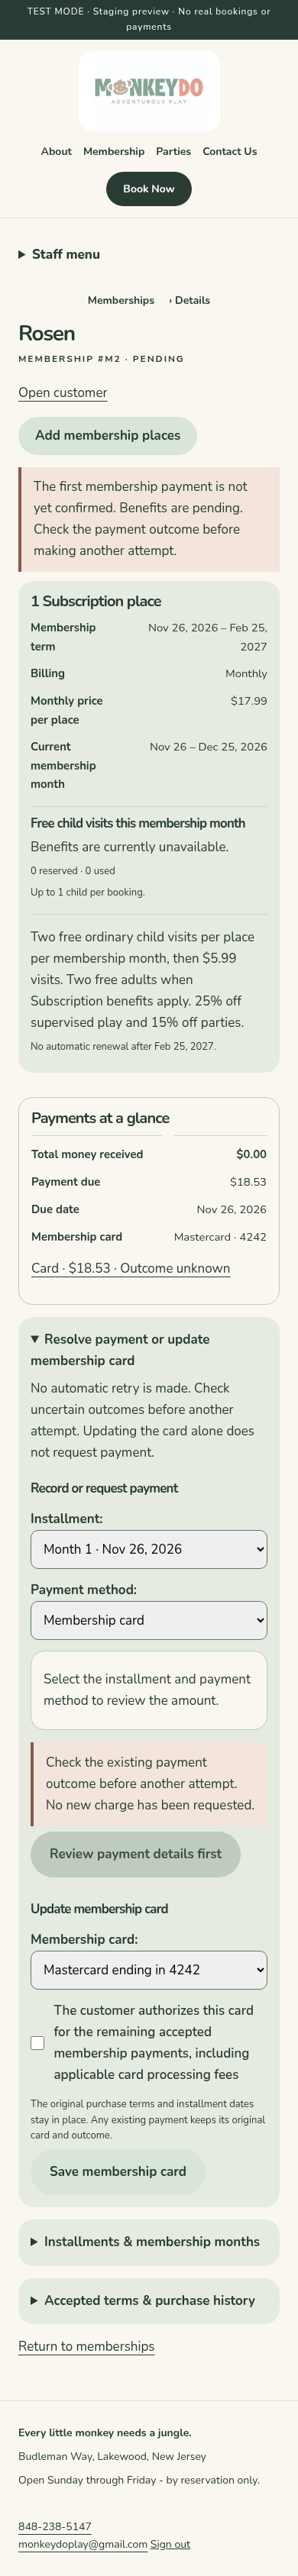 TEST MODE · Staging preview · No real bookings or
payments
MONKEYDO
ADVENTUROUS PLAY
About Membership Parties Contact Us
Book Now
Staff menu
Memberships › Details
Rosen
MEMBERSHIP #M2 · PENDING
Open customer
Add membership places
The first membership payment is not
yet confirmed. Benefits are pending.
Check the payment outcome before
making another attempt.
1 Subscription place
Membership term Nov 26, 2026 – Feb 25, 2027
Billing Monthly
Monthly price per place $17.99
Current membership month Nov 26 – Dec 25, 2026
Free child visits this membership month
Benefits are currently unavailable.
0 reserved · 0 used
Up to 1 child per booking.
Two free ordinary child visits per place
per membership month, then $5.99
visits. Two free adults when
Subscription benefits apply. 25% off
supervised play and 15% off parties.
No automatic renewal after Feb 25, 2027.
Payments at a glance
Total money received $0.00
Payment due $18.53
Due date Nov 26, 2026
Membership card Mastercard · 4242
Card · $18.53 · Outcome unknown
Resolve payment or update
membership card
No automatic retry is made. Check
uncertain outcomes before another
attempt. Updating the card alone does
not request payment.
Record or request payment
Installment:
Month 1 · Nov 26, 2026
Payment method:
Membership card
Select the installment and payment
method to review the amount.
Check the existing payment
outcome before another attempt.
No new charge has been requested.
Review payment details first
Update membership card
Membership card:
Mastercard ending in 4242
The customer authorizes this card
for the remaining accepted
membership payments, including
applicable card processing fees
The original purchase terms and installment dates
stay in place. Any existing payment keeps its original
card and outcome.
Save membership card
Installments & membership months
Accepted terms & purchase history
Return to memberships
Every little monkey needs a jungle.
Budleman Way, Lakewood, New Jersey
Open Sunday through Friday - by reservation only.
848-238-5147
monkeydoplay@gmail.com Sign out